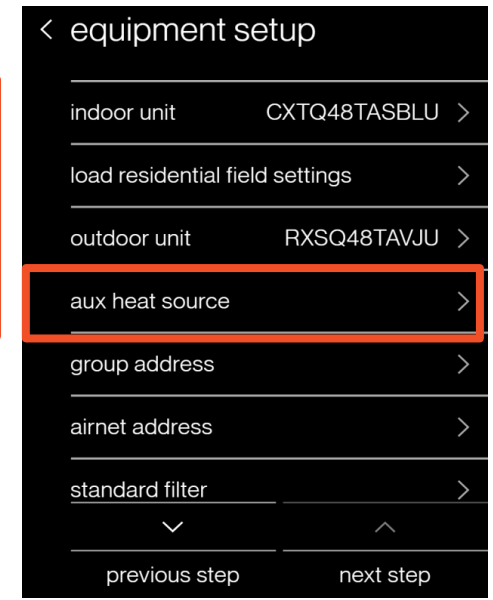 equipment setup
indoor unit CXTQ48TASBLU
load residential field settings
outdoor unit RXSQ48TAVJU
aux heat source
group address
airnet address
standard filter
previous step next step